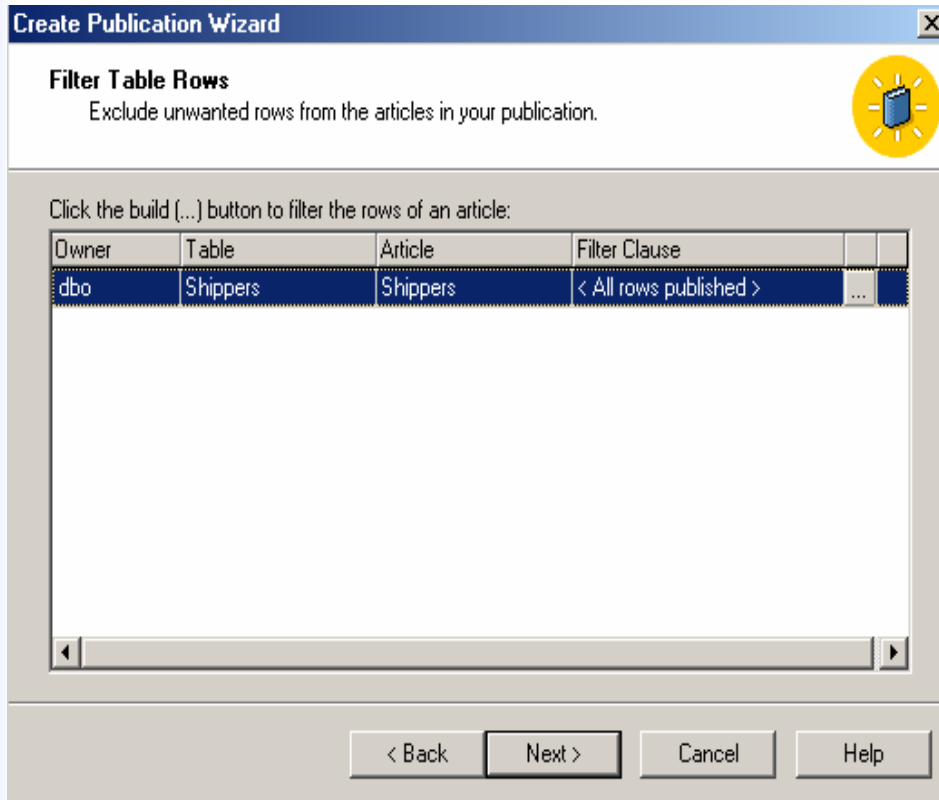 Create Publication Wizard
Filter Table Rows
Exclude unwanted rows from the articles in your publication.
Click the build (...) button to filter the rows of an article:
Owner Table Article Filter Clause
dbo Shippers Shippers < All rows published > ...
< Back Next > Cancel Help